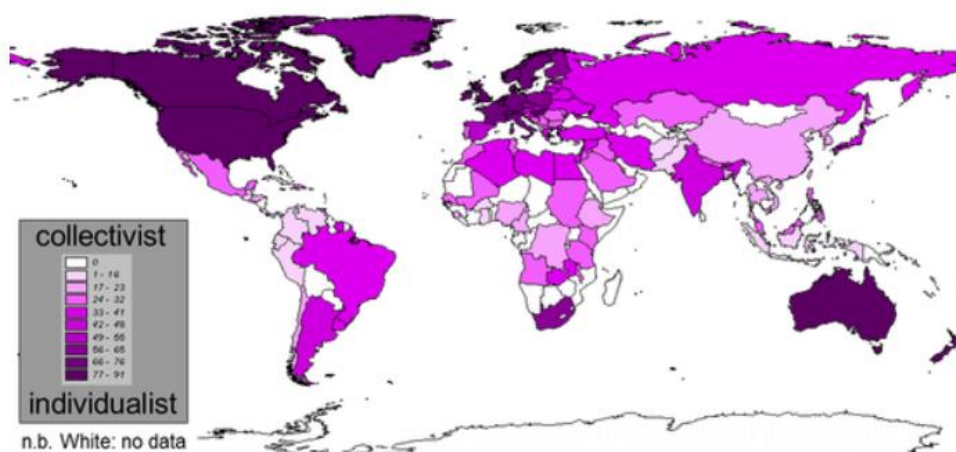 collectivist
0
1 - 16
17 - 23
24 - 32
33 - 41
42 - 48
49 - 55
56 - 65
66 - 76
77 - 91
individualist
n.b. White: no data